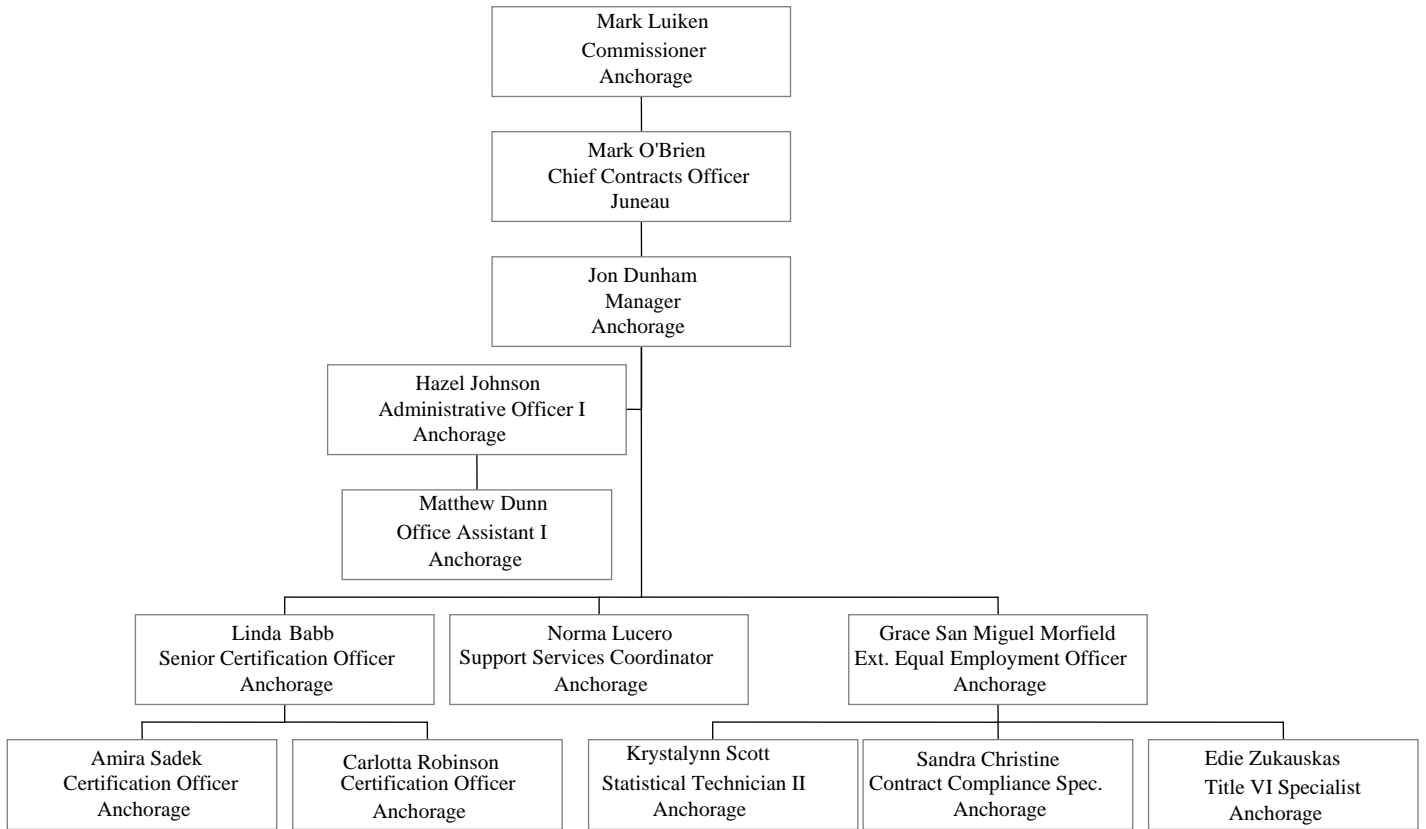 Mark Luiken
Commissioner
Anchorage
Mark O'Brien
Chief Contracts Officer
Juneau
Jon Dunham
Manager
Anchorage
Hazel Johnson
Administrative Officer I
Anchorage
Matthew Dunn
Office Assistant I
Anchorage
Linda Babb
Senior Certification Officer
Anchorage
Norma Lucero
Support Services Coordinator
Anchorage
Grace San Miguel Morfield
Ext. Equal Employment Officer
Anchorage
Amira Sadek
Certification Officer
Anchorage
Carlotta Robinson
Certification Officer
Anchorage
Krystalynn Scott
Statistical Technician II
Anchorage
Sandra Christine
Contract Compliance Spec.
Anchorage
Edie Zukauskas
Title VI Specialist
Anchorage